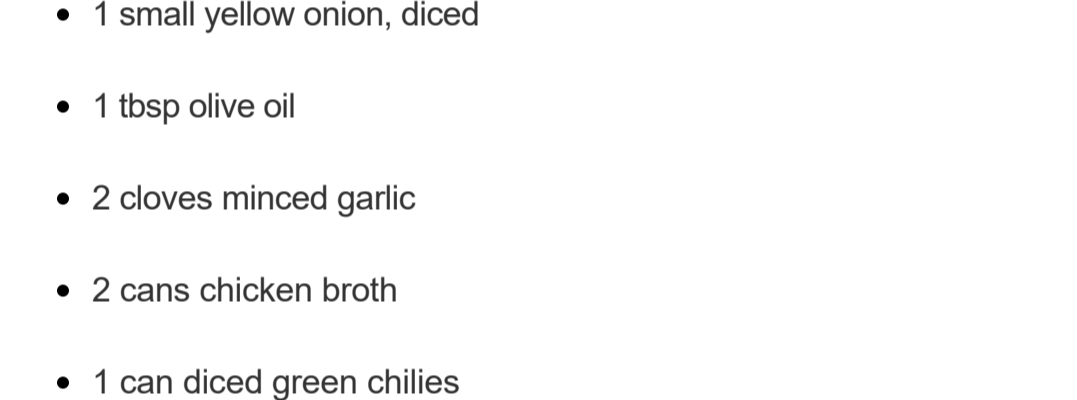 • 1 small yellow onion, diced
• 1 tbsp olive oil
• 2 cloves minced garlic
• 2 cans chicken broth
• 1 can diced green chilies